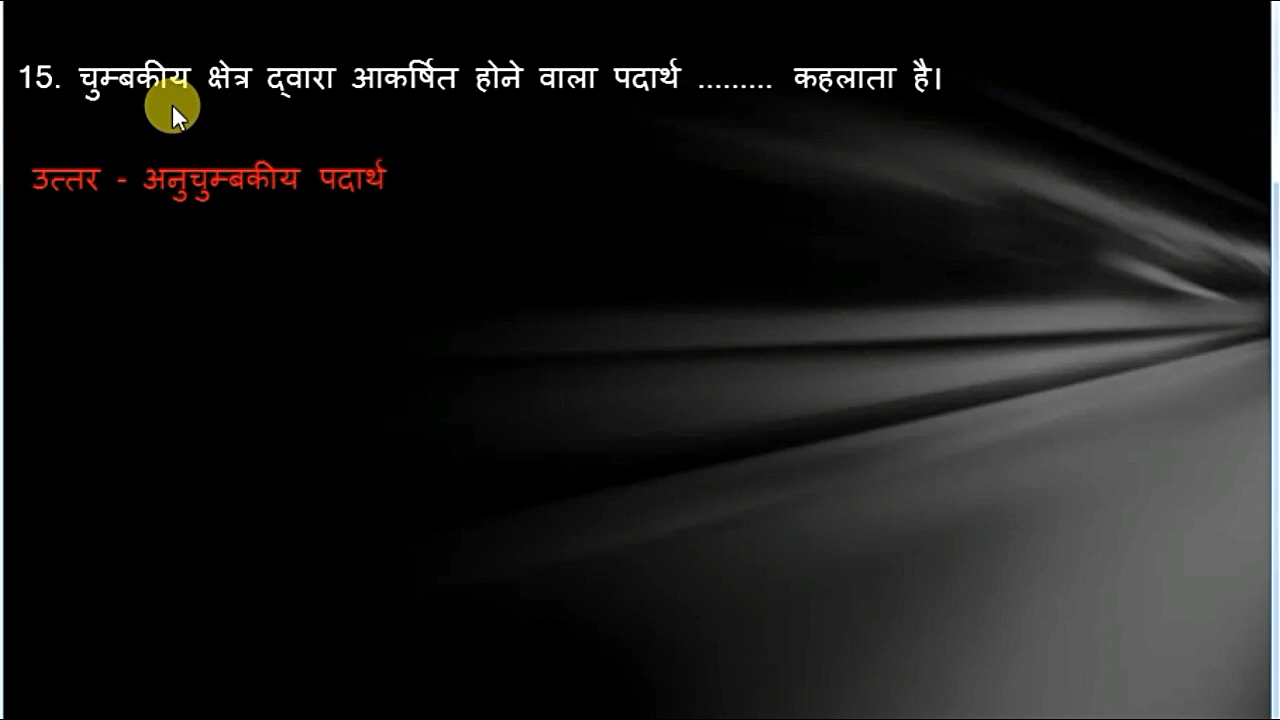 15. चुम्बकीय क्षेत्र द्वारा आकर्षित होने वाला पदार्थ ......... कहलाता है।
उत्तर - अनुचुम्बकीय पदार्थ